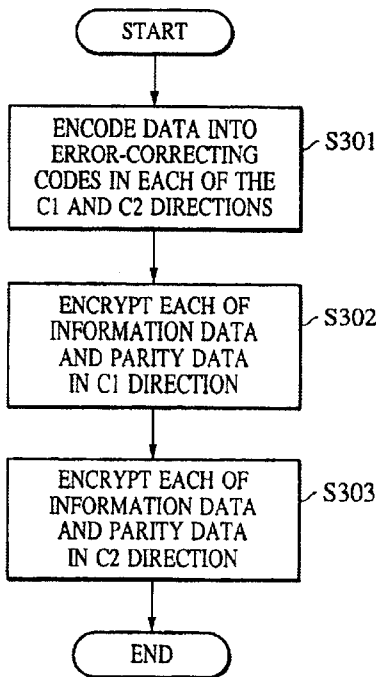 START
ENCODE DATA INTO
ERROR-CORRECTING
CODES IN EACH OF THE
C1 AND C2 DIRECTIONS
S301
ENCRYPT EACH OF
INFORMATION DATA
AND PARITY DATA
IN C1 DIRECTION
S302
ENCRYPT EACH OF
INFORMATION DATA
AND PARITY DATA
IN C2 DIRECTION
S303
END